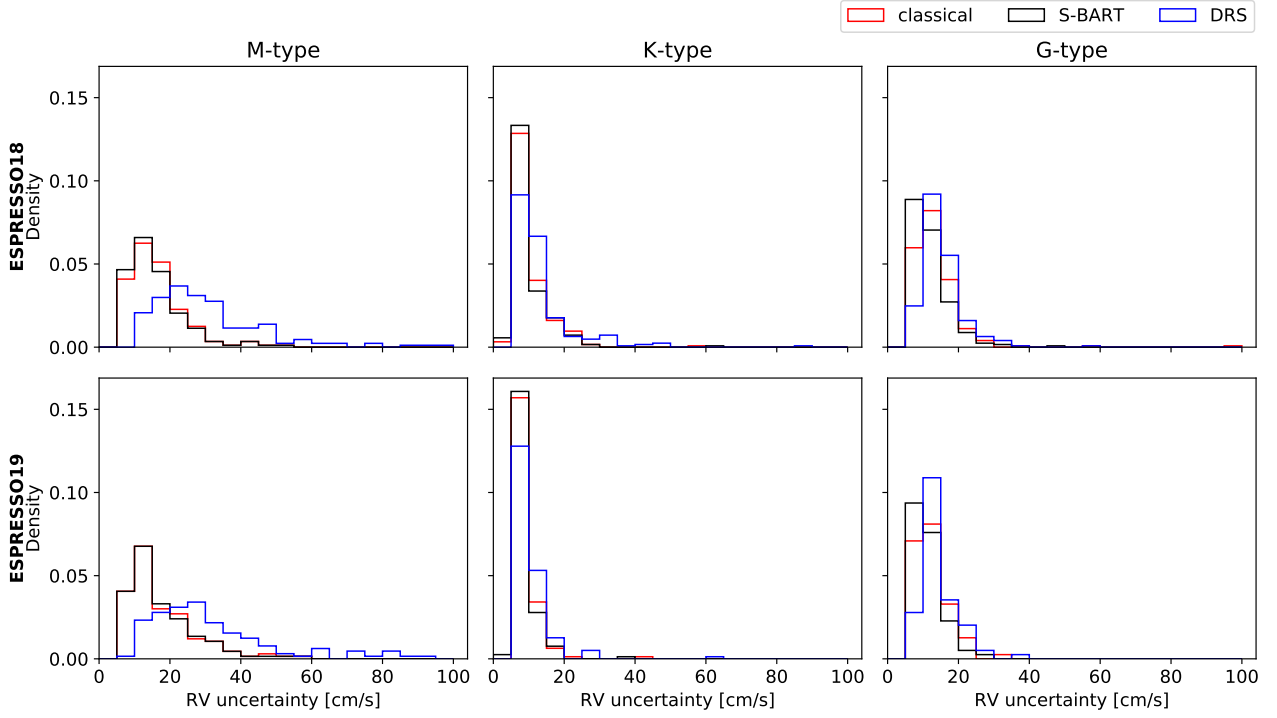 classical S-BART DRS
M-type K-type G-type
ESPRESSO18
Density
0.15
0.10
0.05
0.00
ESPRESSO19
Density
0.15
0.10
0.05
0.00
0 20 40 60 80 100 0 20 40 60 80 100 0 20 40 60 80 100
RV uncertainty [cm/s] RV uncertainty [cm/s] RV uncertainty [cm/s]